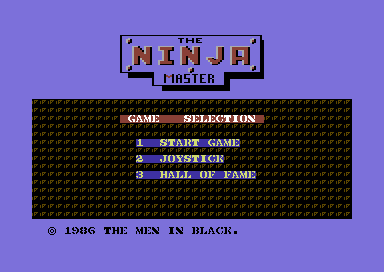 THE
NINJA
MASTER
GAME SELECTION
1 START GAME
2 JOYSTICK
3 HALL OF FAME
© 1986 THE MEN IN BLACK.